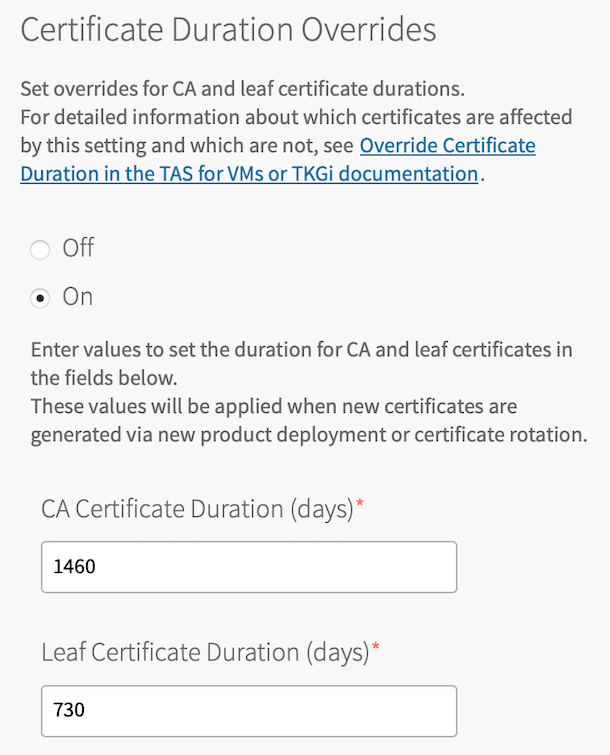 Certificate Duration Overrides
Set overrides for CA and leaf certificate durations.
For detailed information about which certificates are affected
by this setting and which are not, see Override Certificate
Duration in the TAS for VMs or TKGi documentation.
Off
On
Enter values to set the duration for CA and leaf certificates in
the fields below.
These values will be applied when new certificates are
generated via new product deployment or certificate rotation.
CA Certificate Duration (days)*
1460
Leaf Certificate Duration (days)*
730